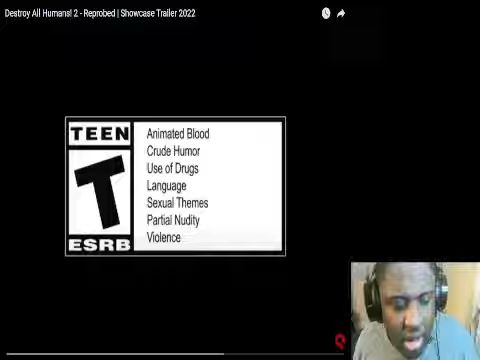 Destroy All Humans! 2 - Reprobed | Showcase Trailer 2022
TEEN
T
ESRB
Animated Blood
Crude Humor
Use of Drugs
Language
Sexual Themes
Partial Nudity
Violence